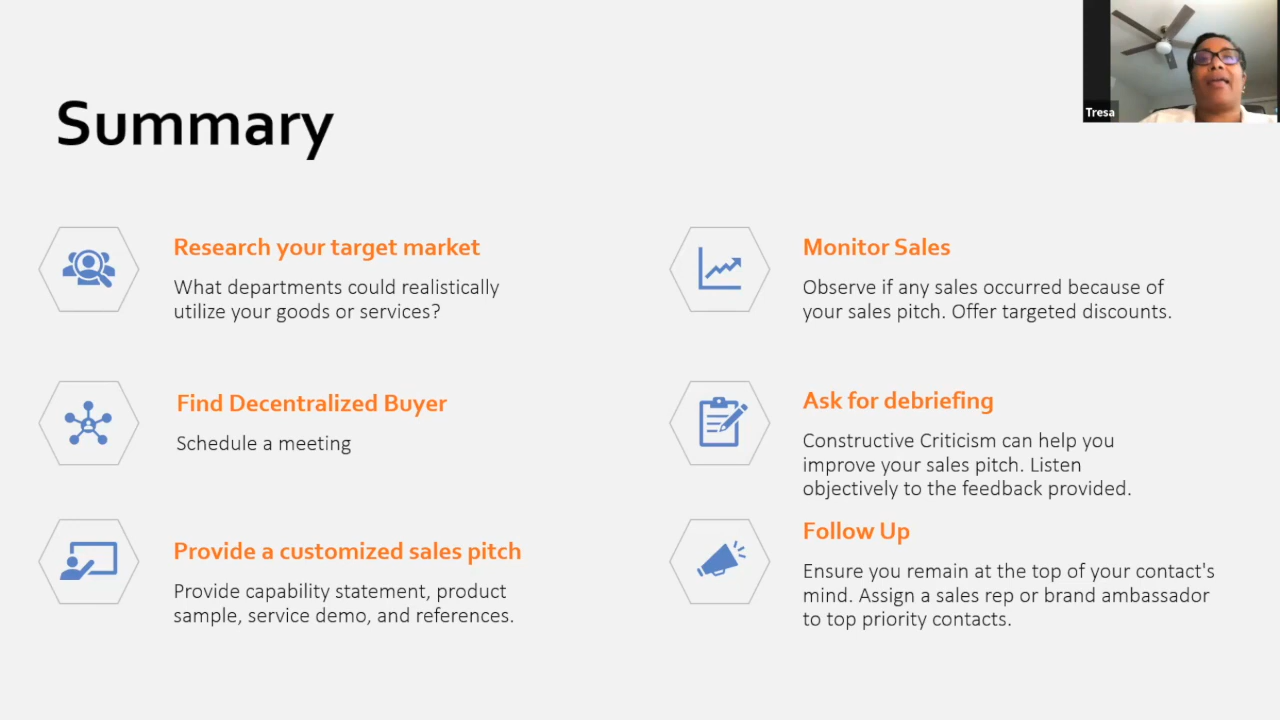 Summary
Research your target market
What departments could realistically
utilize your goods or services?
Find Decentralized Buyer
Schedule a meeting
Provide a customized sales pitch
Provide capability statement, product
sample, service demo, and references.
Monitor Sales
Observe if any sales occurred because of
your sales pitch. Offer targeted discounts.
Ask for debriefing
Constructive Criticism can help you
improve your sales pitch. Listen
objectively to the feedback provided.
Follow Up
Ensure you remain at the top of your contact's
mind. Assign a sales rep or brand ambassador
to top priority contacts.
Tresa